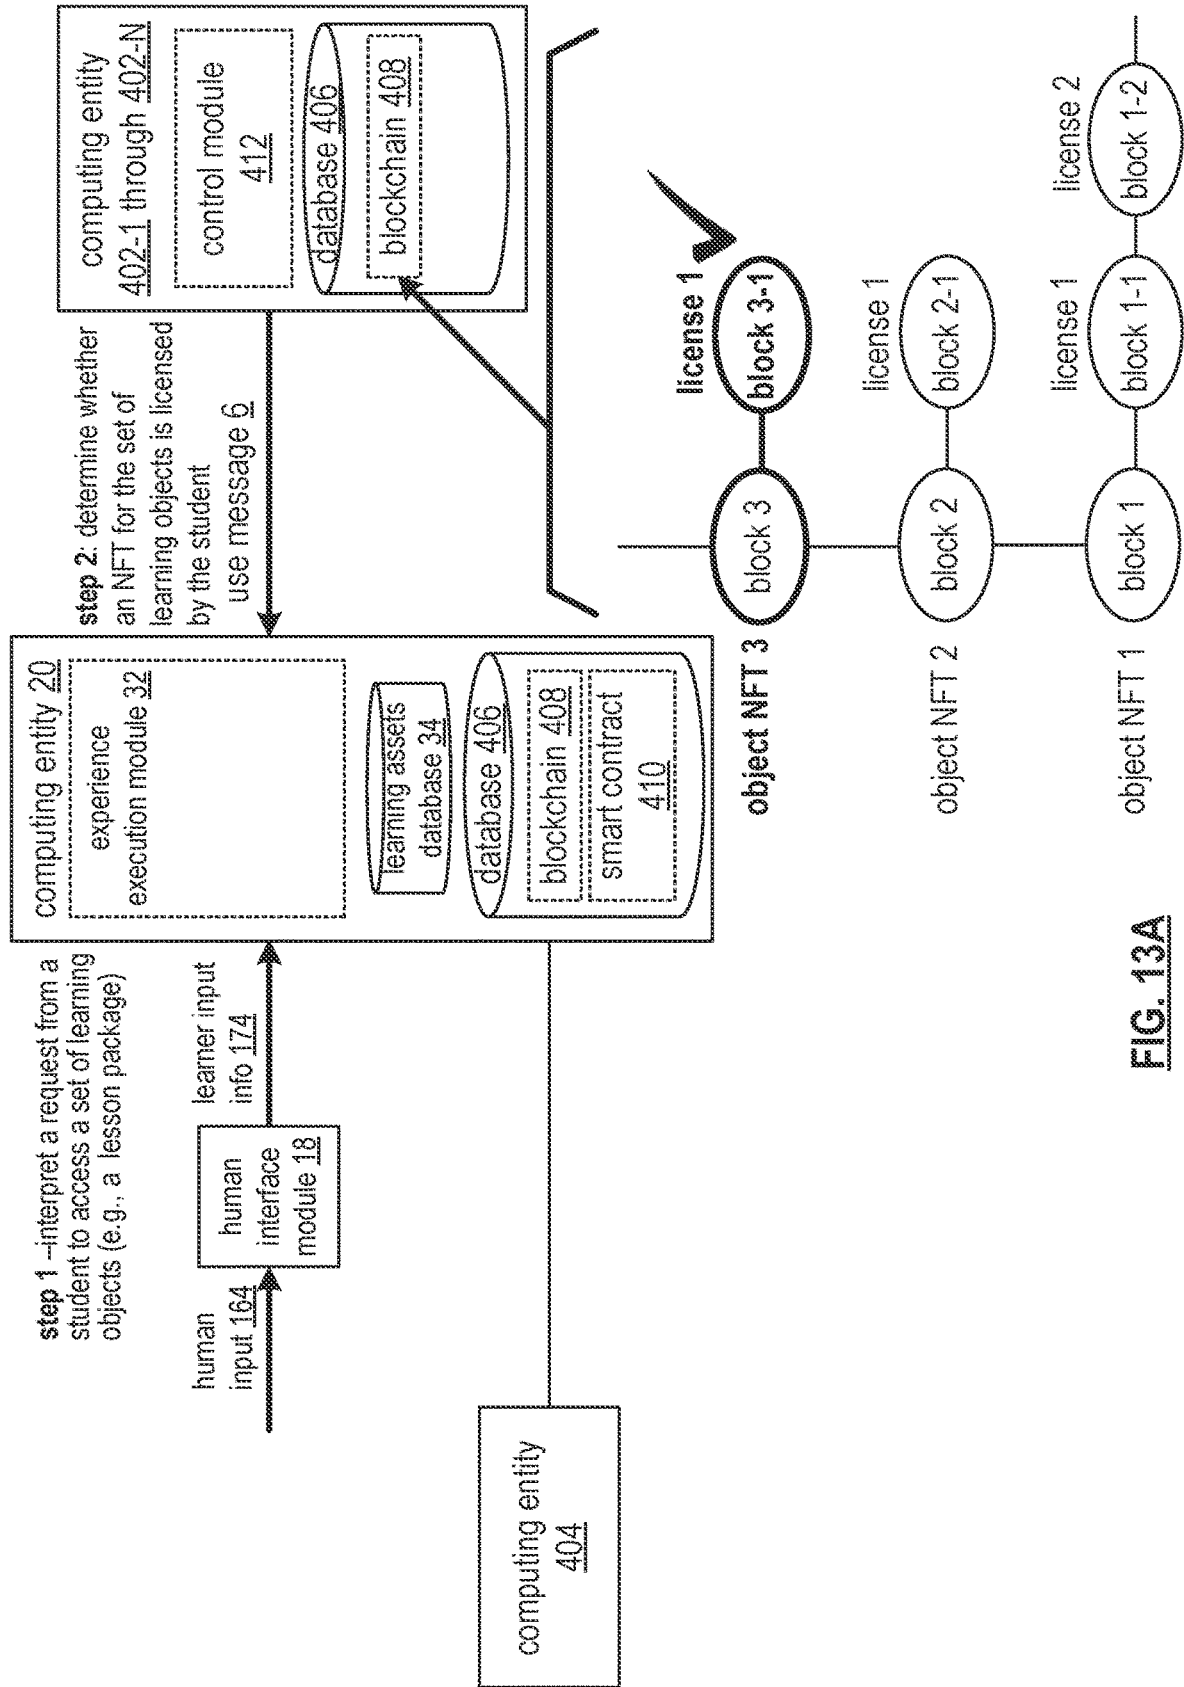 step 1 –interpret a request from a
student to access a set of learning
objects (e.g., a lesson package)
human
input 164
human
interface
module 18
learner input
info 174
computing entity
404
computing entity 20
experience
execution module 32
learning assets
database 34
database 406
blockchain 408
smart contract
410
step 2: determine whether
an NFT for the set of
learning objects is licensed
by the student
use message 6
computing entity
402-1 through 402-N
control module
412
database 406
blockchain 408
object NFT 3
block 3
license 1
block 3-1
object NFT 2
block 2
license 1
block 2-1
object NFT 1
block 1
license 1
block 1-1
license 2
block 1-2
FIG. 13A